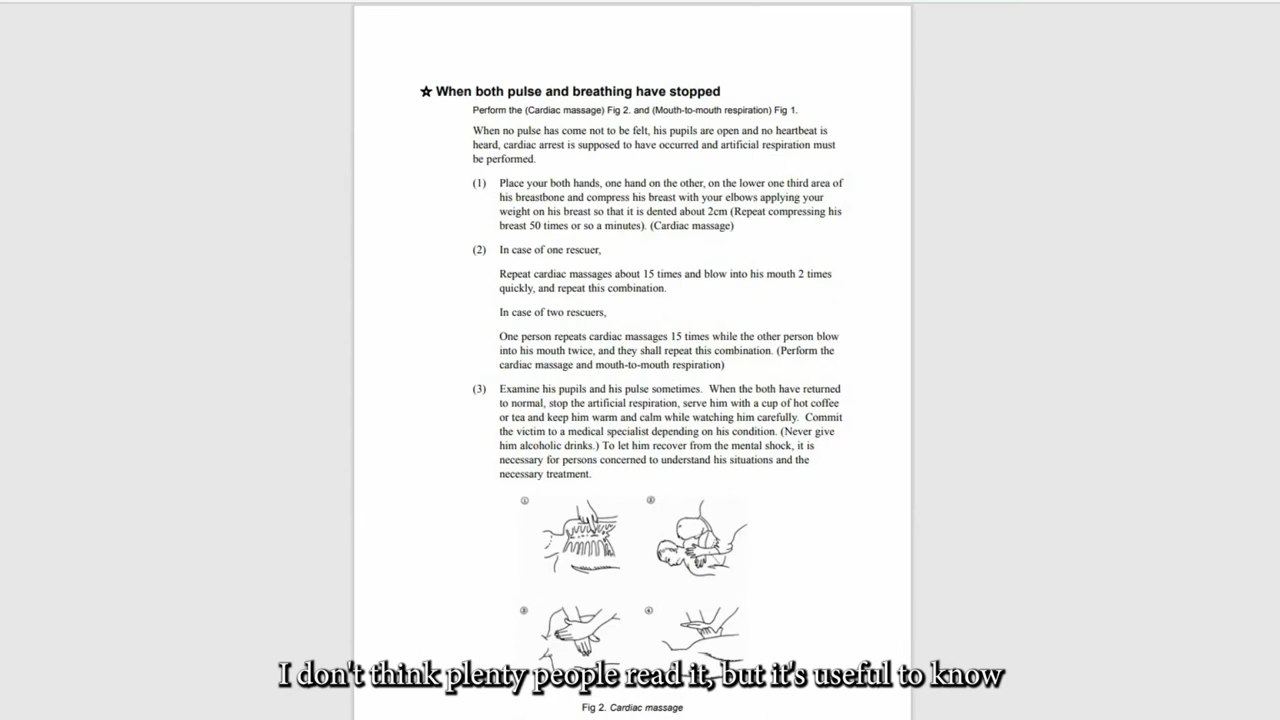 ☆ When both pulse and breathing have stopped
Perform the (Cardiac massage) Fig 2. and (Mouth-to-mouth respiration) Fig 1.
When no pulse has come not to be felt, his pupils are open and no heartbeat is
heard, cardiac arrest is supposed to have occurred and artificial respiration must
be performed.
(1) Place your both hands, one hand on the other, on the lower one third area of
his breastbone and compress his breast with your elbows applying your
weight on his breast so that it is dented about 2cm (Repeat compressing his
breast 50 times or so a minutes). (Cardiac massage)
(2) In case of one rescuer,
Repeat cardiac massages about 15 times and blow into his mouth 2 times
quickly, and repeat this combination.
In case of two rescuers,
One person repeats cardiac massages 15 times while the other person blow
into his mouth twice, and they shall repeat this combination. (Perform the
cardiac massage and mouth-to-mouth respiration)
(3) Examine his pupils and his pulse sometimes. When the both have returned
to normal, stop the artificial respiration, serve him with a cup of hot coffee
or tea and keep him warm and calm while watching him carefully. Commit
the victim to a medical specialist depending on his condition. (Never give
him alcoholic drinks.) To let him recover from the mental shock, it is
necessary for persons concerned to understand his situations and the
necessary treatment.
① ②
③ ④
I don't think plenty people read it, but it's useful to know
Fig 2. Cardiac massage